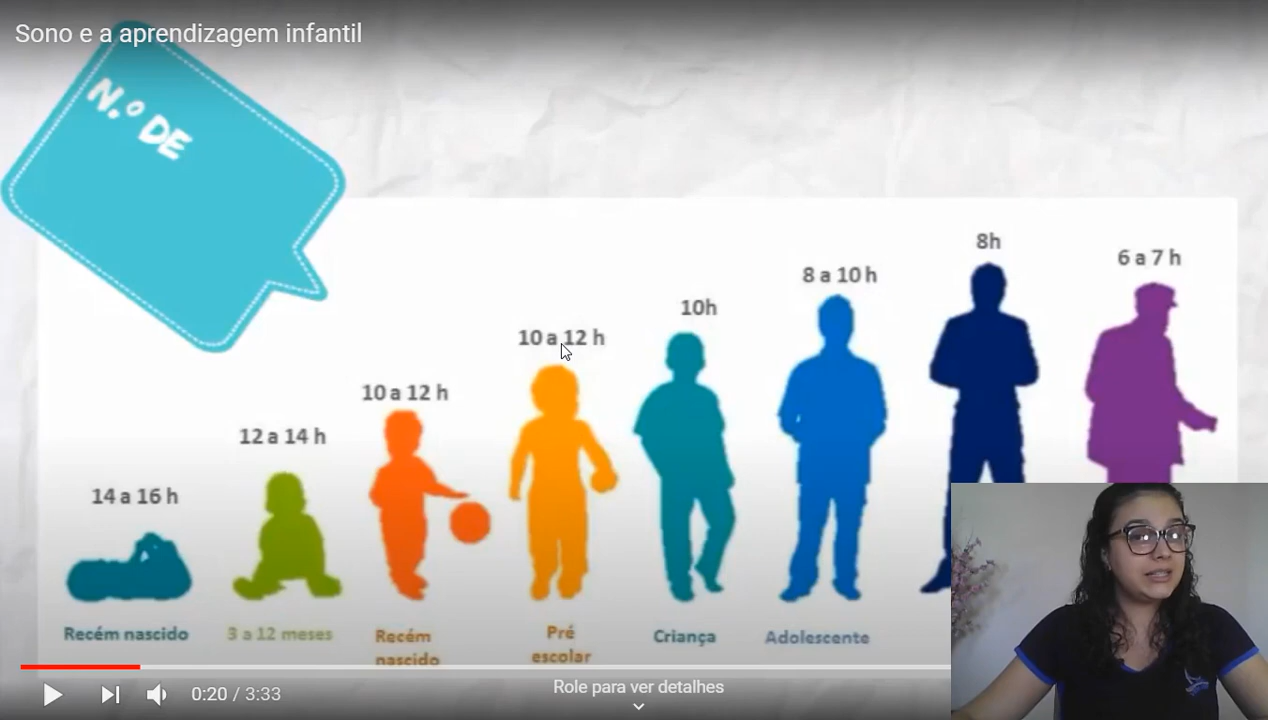 Sono e a aprendizagem infantil
N.º DE
8h
6 a 7 h
8 a 10 h
10h
10 a 12 h
10 a 12 h
12 a 14 h
14 a 16 h
Recém nascido
3 a 12 meses
Recém
nascido
Pré
escolar
Criança
Adolescente
0:20 / 3:33
Role para ver detalhes